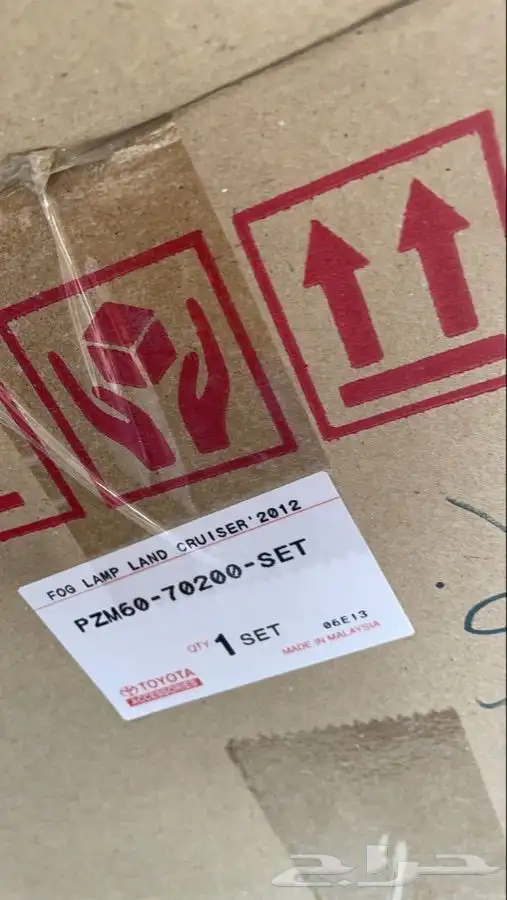 FOG LAMP LAND CRUISER'2012
PZM60-70200-SET
QTY 1 SET
06E13
MADE IN MALAYSIA
TOYOTA
ACCESSORIES
حراج